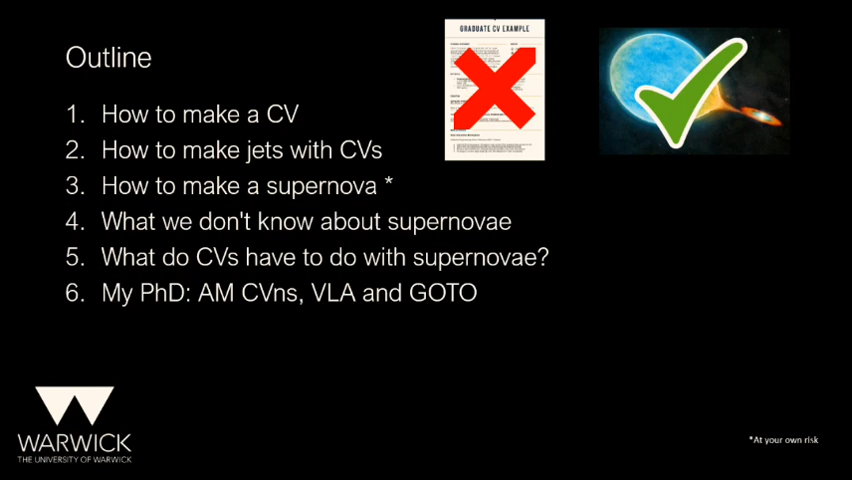 Outline
GRADUATE CV EXAMPLE
1. How to make a CV
2. How to make jets with CVs
3. How to make a supernova *
4. What we don't know about supernovae
5. What do CVs have to do with supernovae?
6. My PhD: AM CVns, VLA and GOTO
WARWICK
THE UNIVERSITY OF WARWICK
*At your own risk